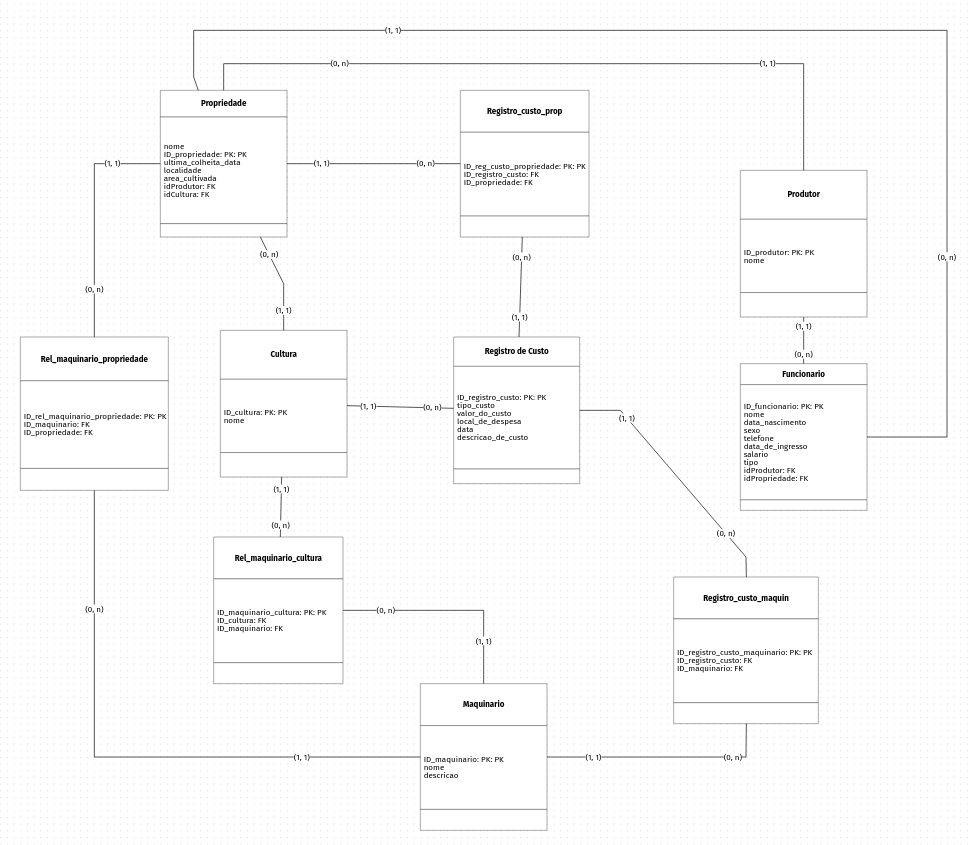 (1, 1)
(0, n)
(1, 1)
Propriedade
nome
ID_propriedade: PK: PK
ultima_colheita_data
localidade
area_cultivada
idProdutor: FK
idCultura: FK
Registro_custo_prop
ID_reg_custo_propriedade: PK: PK
ID_registro_custo: FK
ID_propriedade: FK
(1, 1)
(1, 1)
(0, n)
Produtor
ID_produtor: PK: PK
nome
(0, n)
(0, n)
(0, n)
(0, n)
(1, 1)
(1, 1)
(1, 1)
(0, n)
Rel_maquinario_propriedade
ID_rel_maquinario_propriedade: PK: PK
ID_maquinario: FK
ID_propriedade: FK
Cultura
ID_cultura: PK: PK
nome
(1, 1)
(0, n)
Registro de Custo
ID_registro_custo: PK: PK
tipo_custo
valor_do_custo
local_de_despesa
data
descricao_de_custo
(1, 1)
Funcionario
ID_funcionario: PK: PK
nome
data_nascimento
sexo
telefone
data_de_ingresso
salario
tipo
idProdutor: FK
idPropriedade: FK
(1, 1)
(0, n)
(0, n)
Rel_maquinario_cultura
ID_maquinario_cultura: PK: PK
ID_cultura: FK
ID_maquinario: FK
(0, n)
(0, n)
(1, 1)
Registro_custo_maquin
ID_registro_custo_maquinario: PK: PK
ID_registro_custo: FK
ID_maquinario: FK
Maquinario
ID_maquinario: PK: PK
nome
descricao
(1, 1)
(1, 1)
(0, n)